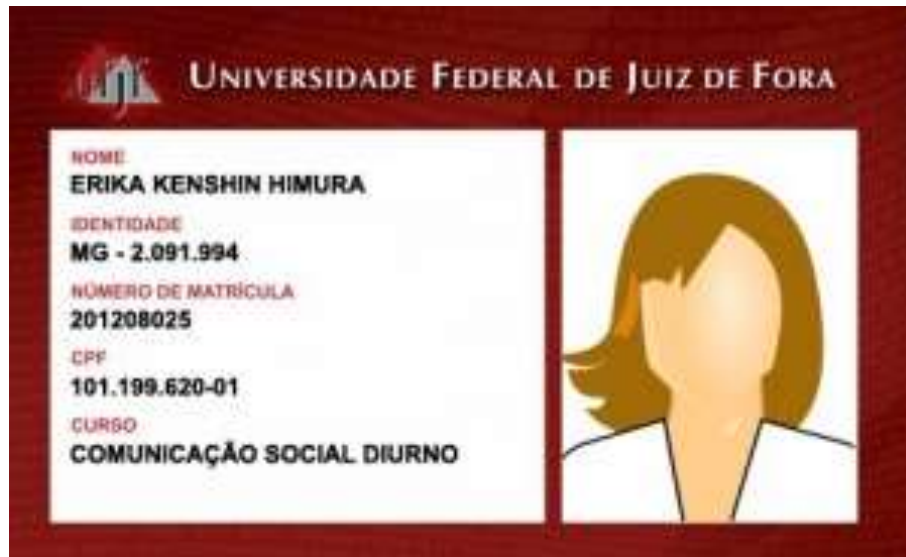 ufjf
UNIVERSIDADE FEDERAL DE JUIZ DE FORA
NOME
ERIKA KENSHIN HIMURA
IDENTIDADE
MG - 2.091.994
NÚMERO DE MATRÍCULA
201208025
CPF
101.199.620-01
CURSO
COMUNICAÇÃO SOCIAL DIURNO